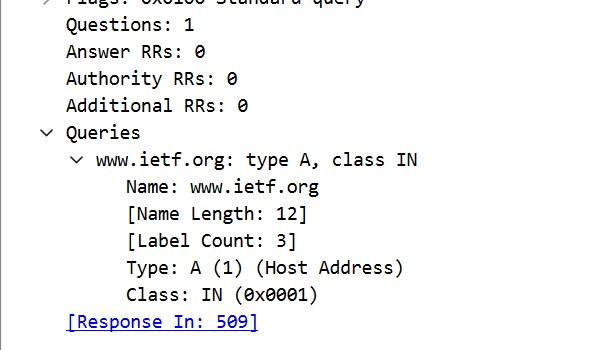 Flags: 0x0100 Standard query
Questions: 1
Answer RRs: 0
Authority RRs: 0
Additional RRs: 0
Queries
www.ietf.org: type A, class IN
Name: www.ietf.org
[Name Length: 12]
[Label Count: 3]
Type: A (1) (Host Address)
Class: IN (0x0001)
[Response In: 509]